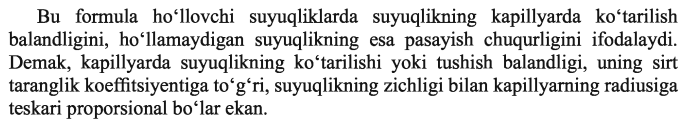 Bu formula ho‘llovchi suyuqliklarda suyuqlikning kapillyarda ko‘tarilish
balandligini, ho‘llamaydigan suyuqlikning esa pasayish chuqurligini ifodalaydi.
Demak, kapillyarda suyuqlikning ko‘tarilishi yoki tushish balandligi, uning sirt
taranglik koeffitsiyentiga to‘g‘ri, suyuqlikning zichligi bilan kapillyarning radiusiga
teskari proporsional bo‘lar ekan.